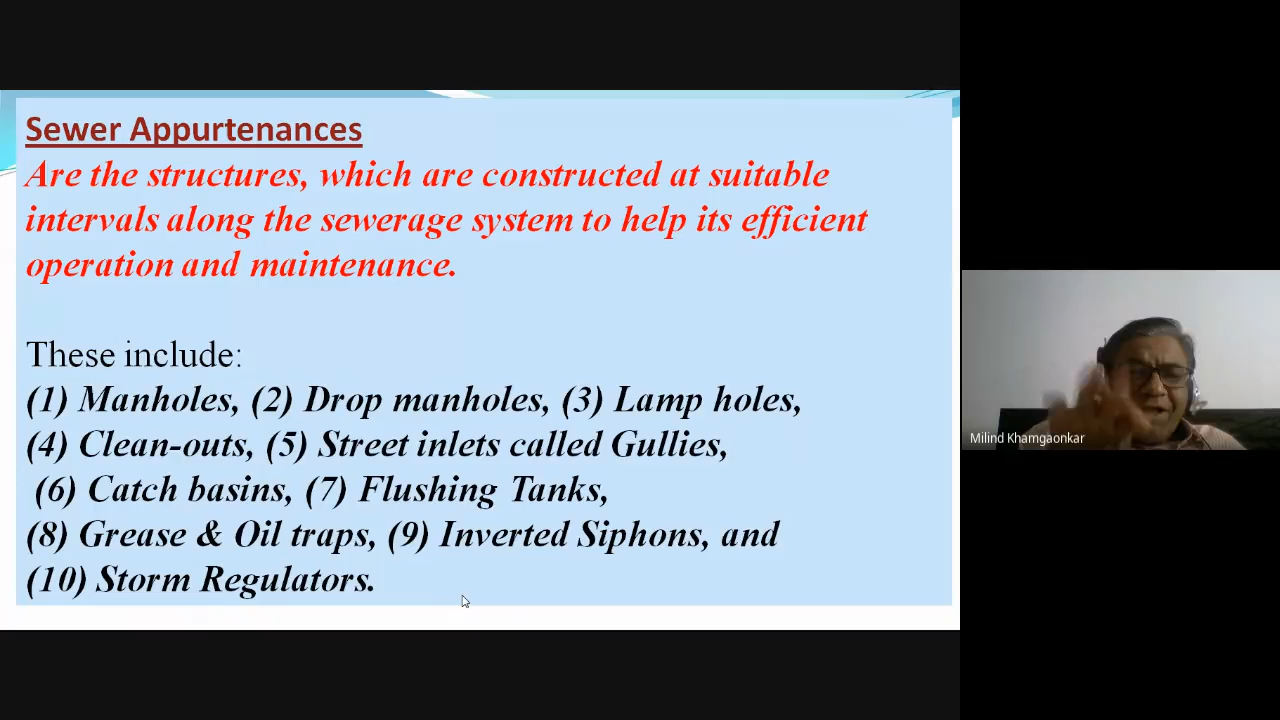 Sewer Appurtenances
Are the structures, which are constructed at suitable
intervals along the sewerage system to help its efficient
operation and maintenance.
These include:
(1) Manholes, (2) Drop manholes, (3) Lamp holes,
(4) Clean-outs, (5) Street inlets called Gullies,
(6) Catch basins, (7) Flushing Tanks,
(8) Grease & Oil traps, (9) Inverted Siphons, and
(10) Storm Regulators.
Milind Khamgaonkar